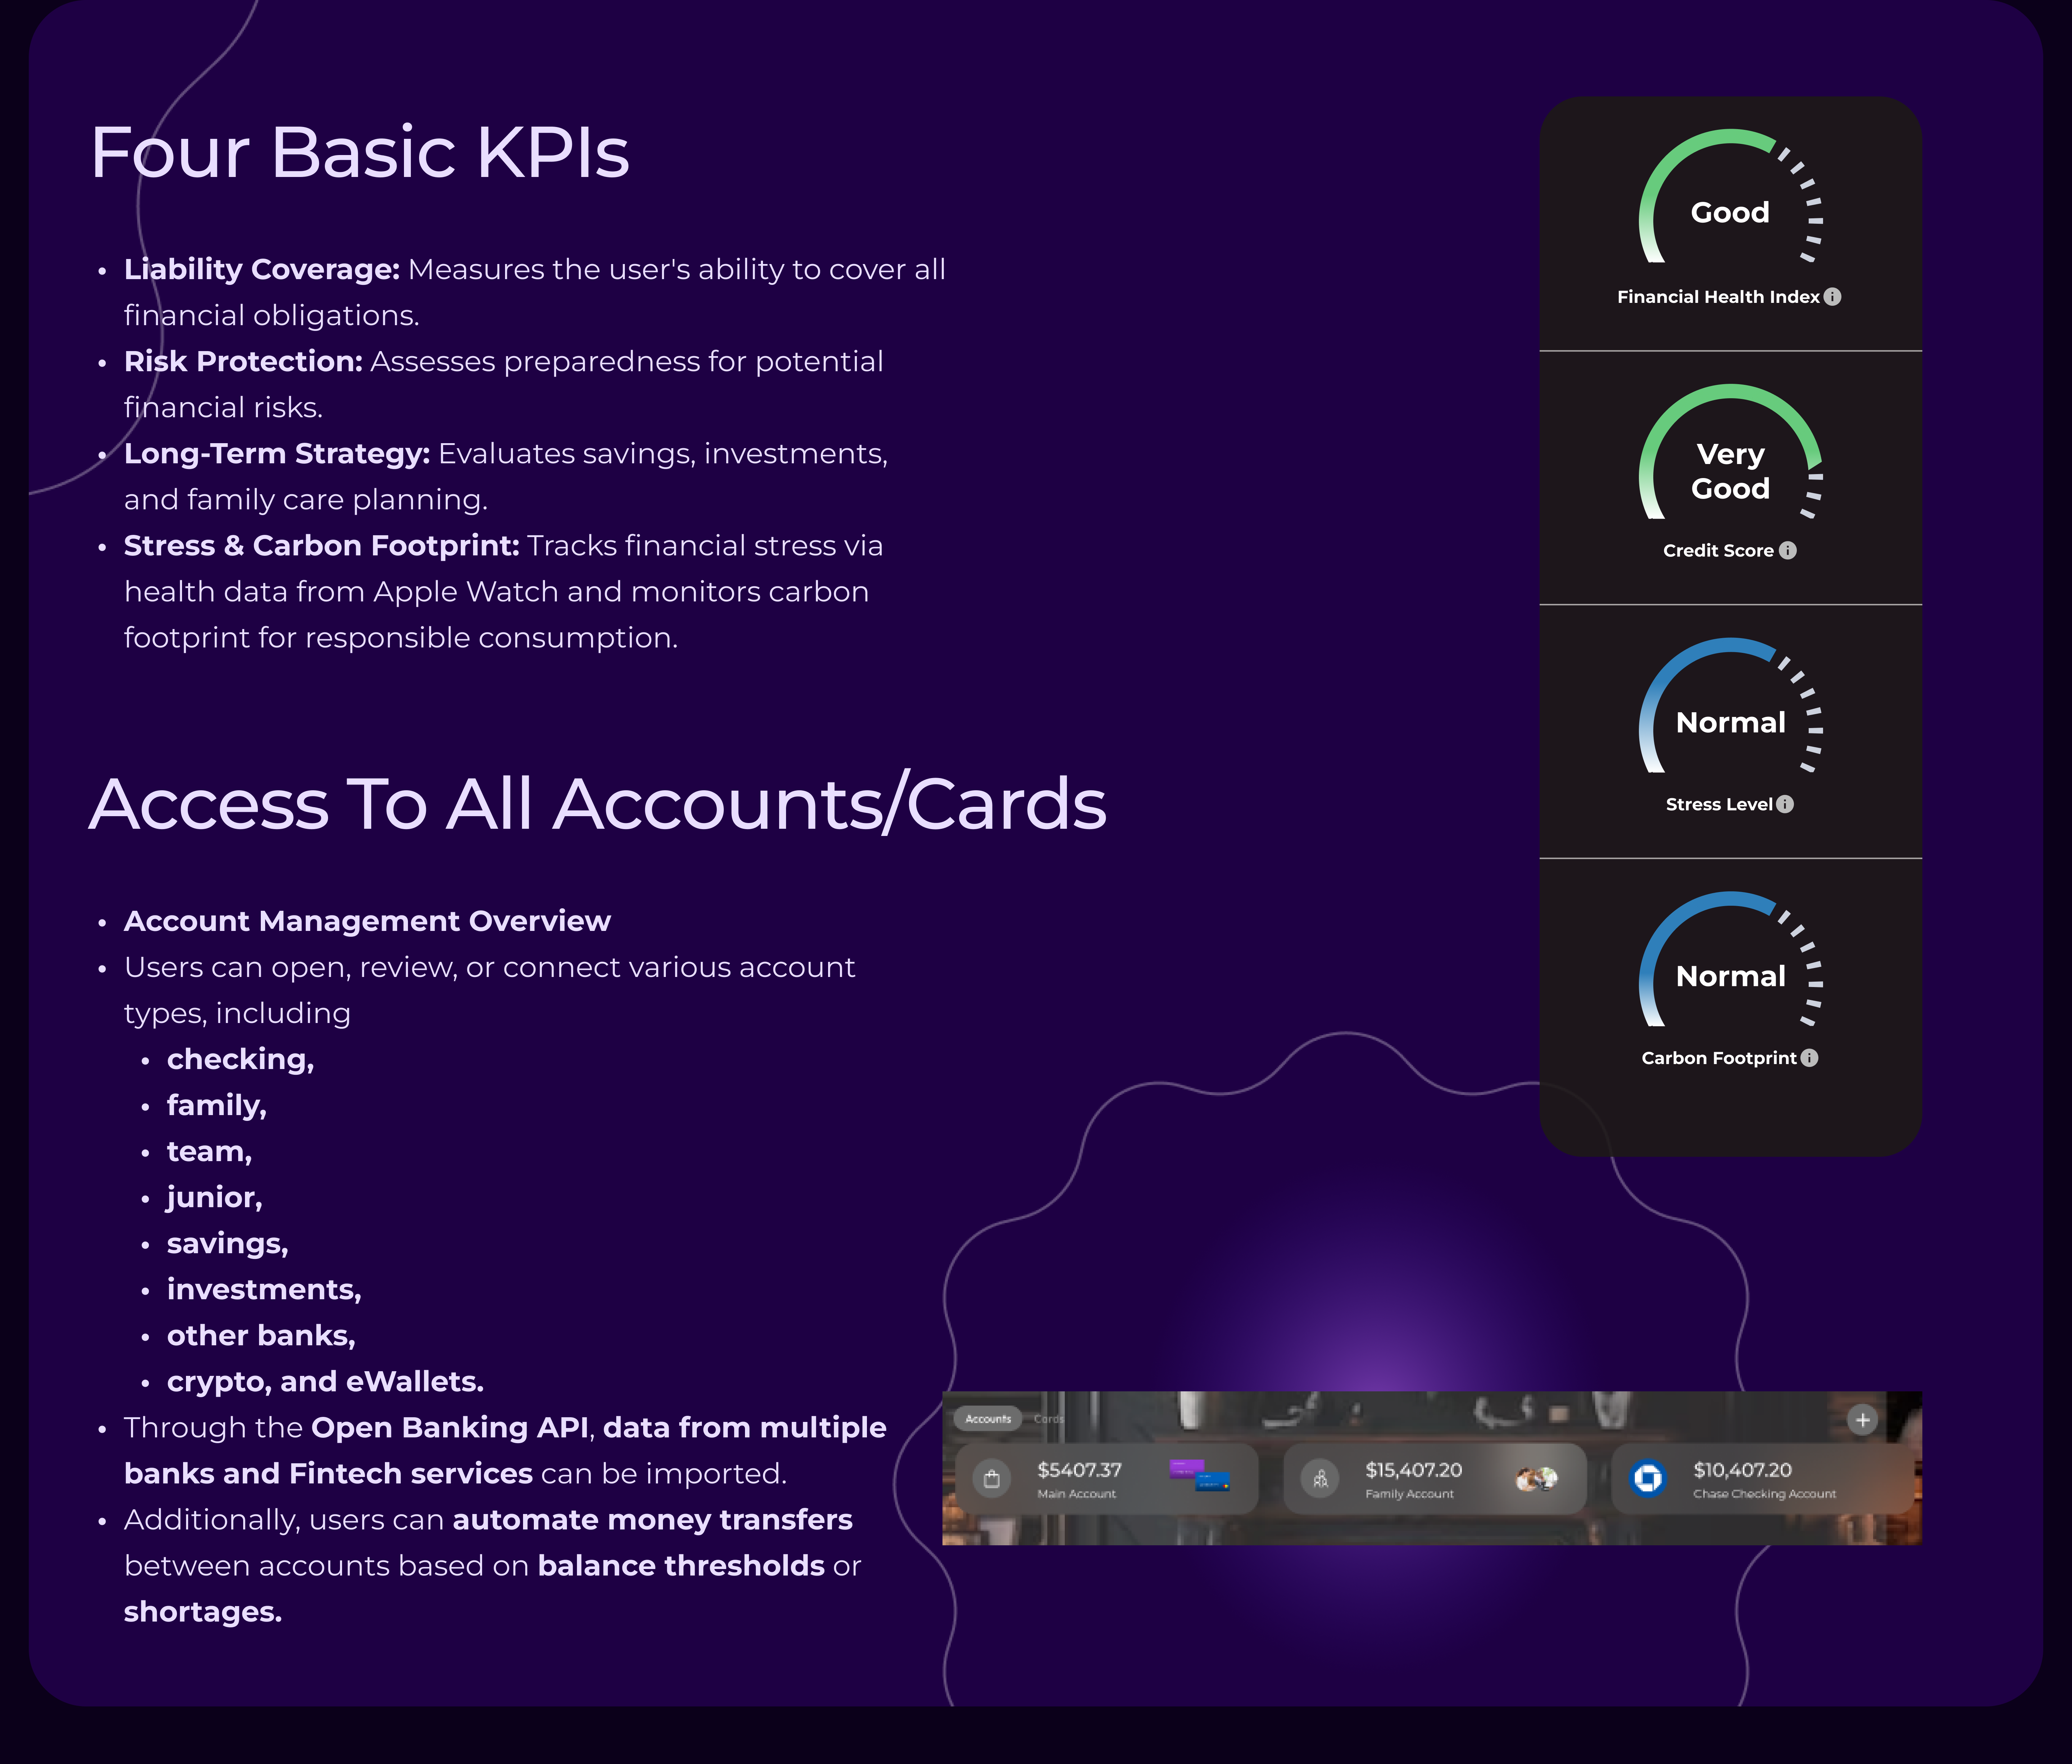 Four Basic KPIs
• Liability Coverage: Measures the user's ability to cover all
financial obligations.
• Risk Protection: Assesses preparedness for potential
financial risks.
• Long-Term Strategy: Evaluates savings, investments,
and family care planning.
• Stress & Carbon Footprint: Tracks financial stress via
health data from Apple Watch and monitors carbon
footprint for responsible consumption.
Good
Financial Health Index
Very
Good
Credit Score
Normal
Stress Level
Normal
Carbon Footprint
Access To All Accounts/Cards
• Account Management Overview
• Users can open, review, or connect various account
types, including
• checking,
• family,
• team,
• junior,
• savings,
• investments,
• other banks,
• crypto, and eWallets.
• Through the Open Banking API, data from multiple
banks and Fintech services can be imported.
• Additionally, users can automate money transfers
between accounts based on balance thresholds or
shortages.
Accounts Cards
$5407.37
Main Account
$15,407.20
Family Account
$10,407.20
Chase Checking Account